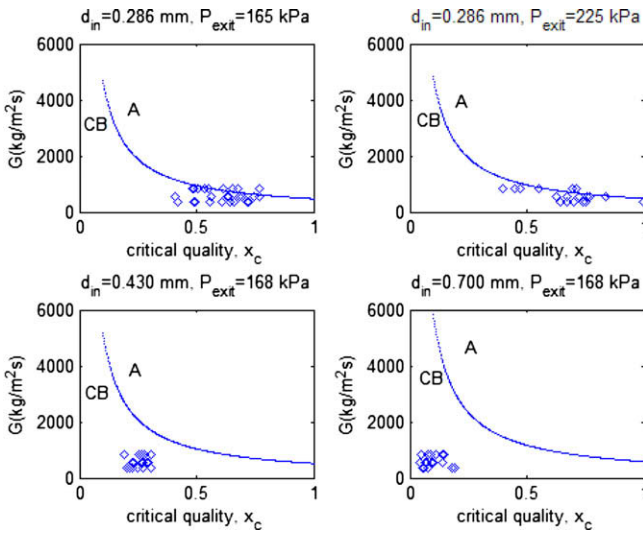 d_in=0.286 mm, P_exit=165 kPa
6000
4000
2000
0
G(kg/m²s)
CB
A
0
0.5
1
critical quality, x_c
d_in=0.286 mm, P_exit=225 kPa
6000
4000
2000
0
G(kg/m²s)
CB
A
0
0.5
1
critical quality, x_c
d_in=0.430 mm, P_exit=168 kPa
6000
4000
2000
0
G(kg/m²s)
CB
A
0
0.5
1
critical quality, x_c
d_in=0.700 mm, P_exit=168 kPa
6000
4000
2000
0
G(kg/m²s)
CB
A
0
0.5
1
critical quality, x_c